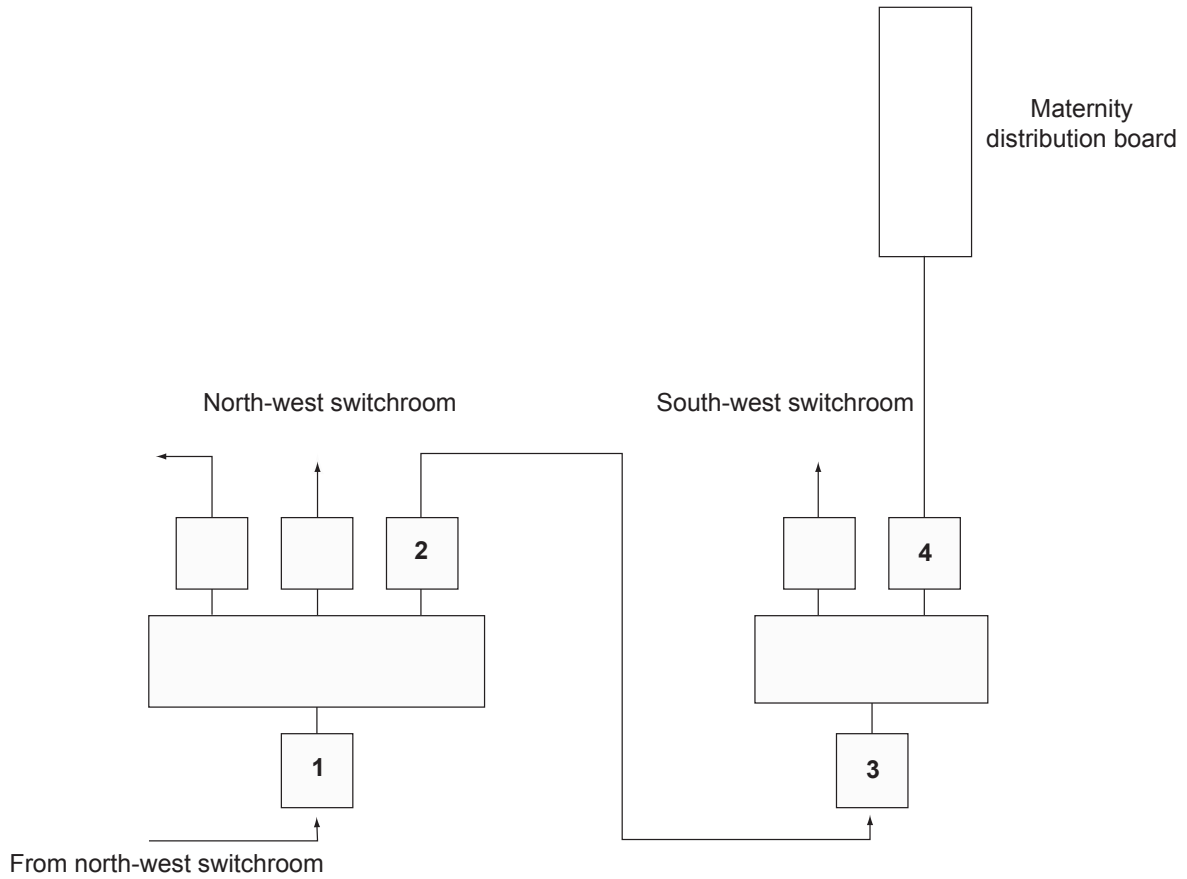 Maternity
distribution board
North-west switchroom
South-west switchroom
2
4
1
3
From north-west switchroom